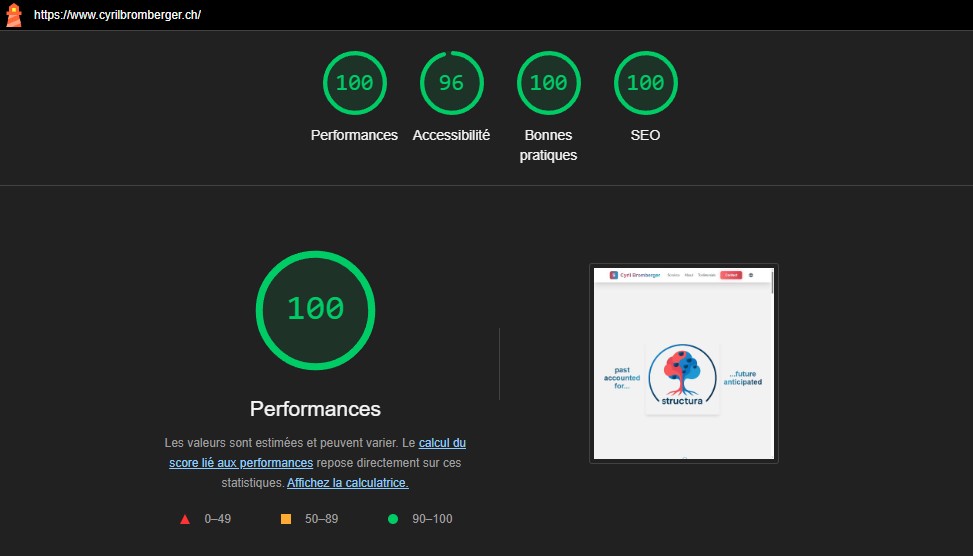 https://www.cyrilbromberger.ch/
100
96
100
100
Performances
Accessibilité
Bonnes
pratiques
SEO
100
Performances
Les valeurs sont estimées et peuvent varier. Le calcul du
score lié aux performances repose directement sur ces
statistiques. Affichez la calculatrice.
0–49
50–89
90–100
Cyril Bromberger
Contact
past
accounted
for...
structura
...future
anticipated